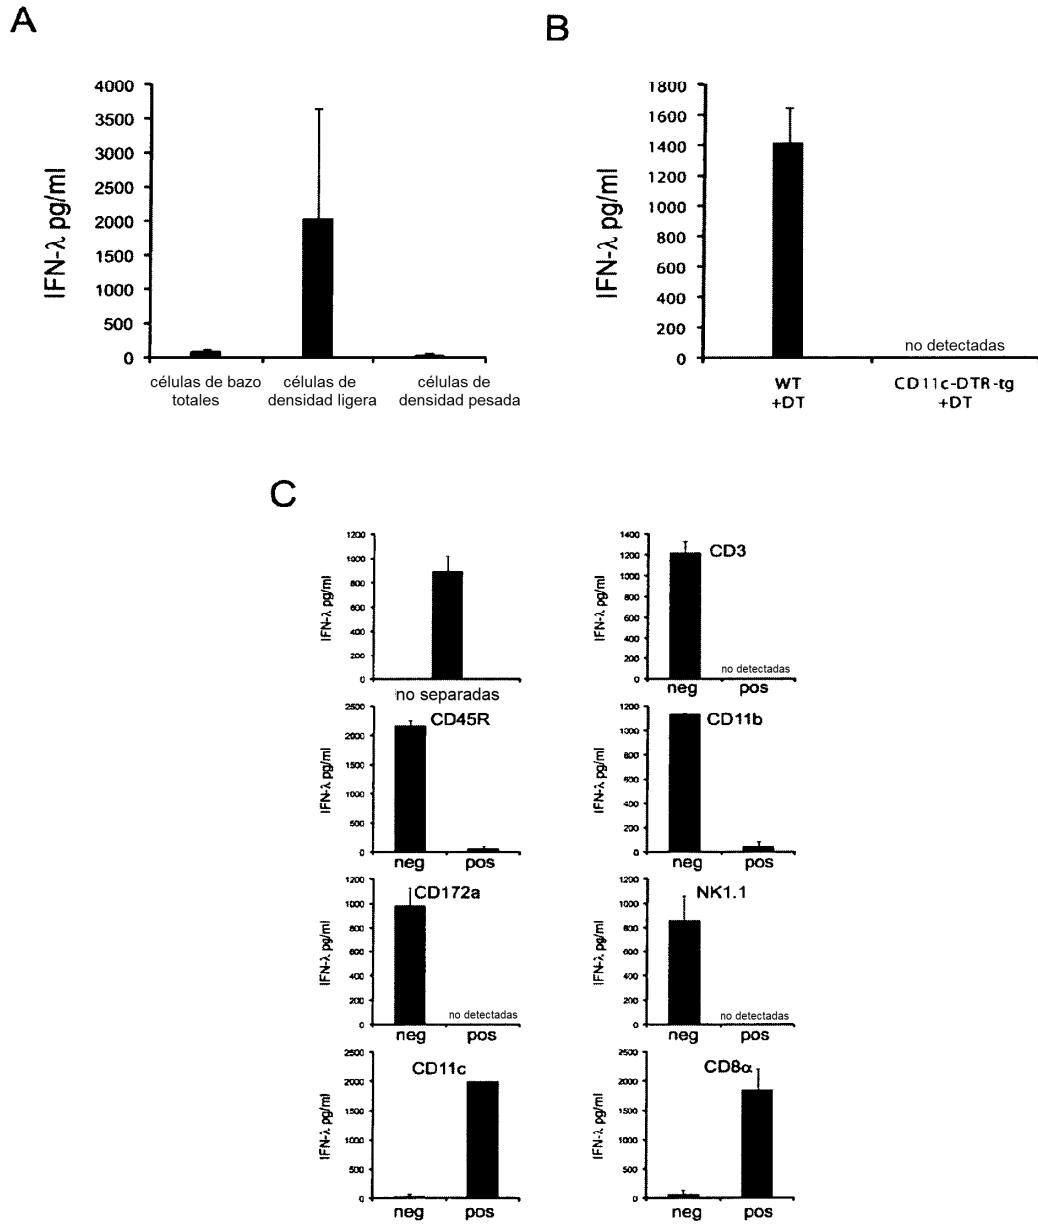 A
4000
3500
3000
2500
2000
1500
1000
500
0
IFN-λ pg/ml
células de bazo
totales
células de
densidad ligera
células de
densidad pesada
B
1800
1600
1400
1200
1000
800
600
400
200
0
IFN-λ pg/ml
no detectadas
WT
+DT
CD11c-DTR-tg
+DT
C
1200
1000
800
600
400
200
0
IFN-λ pg/ml
no separadas
1400
1200
1000
800
600
400
200
0
IFN-λ pg/ml
CD3
no detectadas
neg pos
2500
2000
1500
1000
500
0
IFN-λ pg/ml
CD45R
neg pos
1200
1000
800
600
400
200
0
IFN-λ pg/ml
CD11b
neg pos
1200
1000
800
600
400
200
0
IFN-λ pg/ml
CD172a
no detectadas
neg pos
1200
1000
800
600
400
200
0
IFN-λ pg/ml
NK1.1
no detectadas
neg pos
2500
2000
1500
1000
500
0
IFN-λ pg/ml
CD11c
neg pos
2500
2000
1500
1000
500
0
IFN-λ pg/ml
CD8α
neg pos